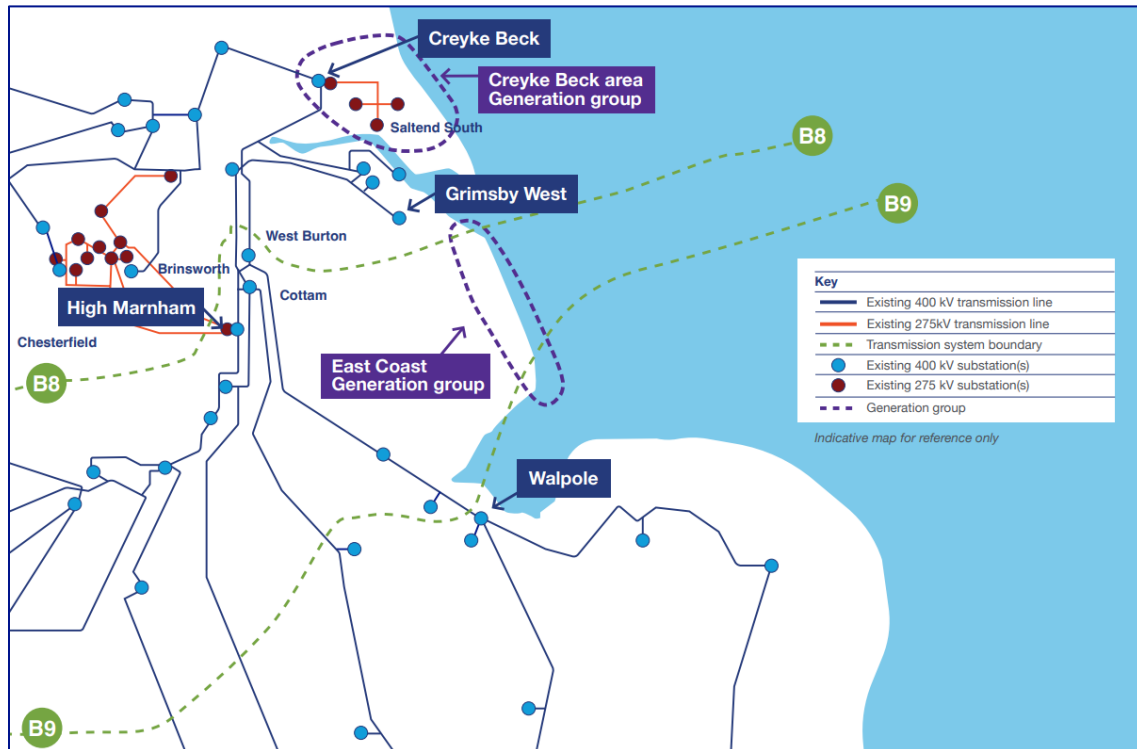 Creyke Beck
Creyke Beck area
Generation group
Saltend South
B8
Grimsby West
B9
West Burton
Brinsworth
Cottam
High Marnham
Chesterfield
B8
East Coast
Generation group
Key
Existing 400 kV transmission line
Existing 275kV transmission line
Transmission system boundary
Existing 400 kV substation(s)
Existing 275 kV substation(s)
Generation group
Indicative map for reference only
Walpole
B9